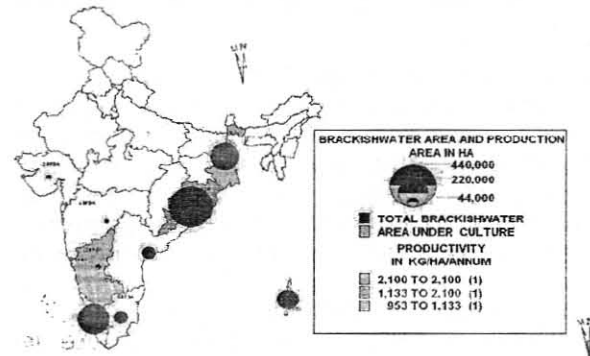 N
BRACKISHWATER AREA AND PRODUCTION
AREA IN HA
440,000
220,000
44,000
TOTAL BRACKISHWATER
AREA UNDER CULTURE
PRODUCTIVITY
IN KG/HA/ANNUM
2,100 TO 2,100 (1)
1,133 TO 2,100 (1)
953 TO 1,133 (1)